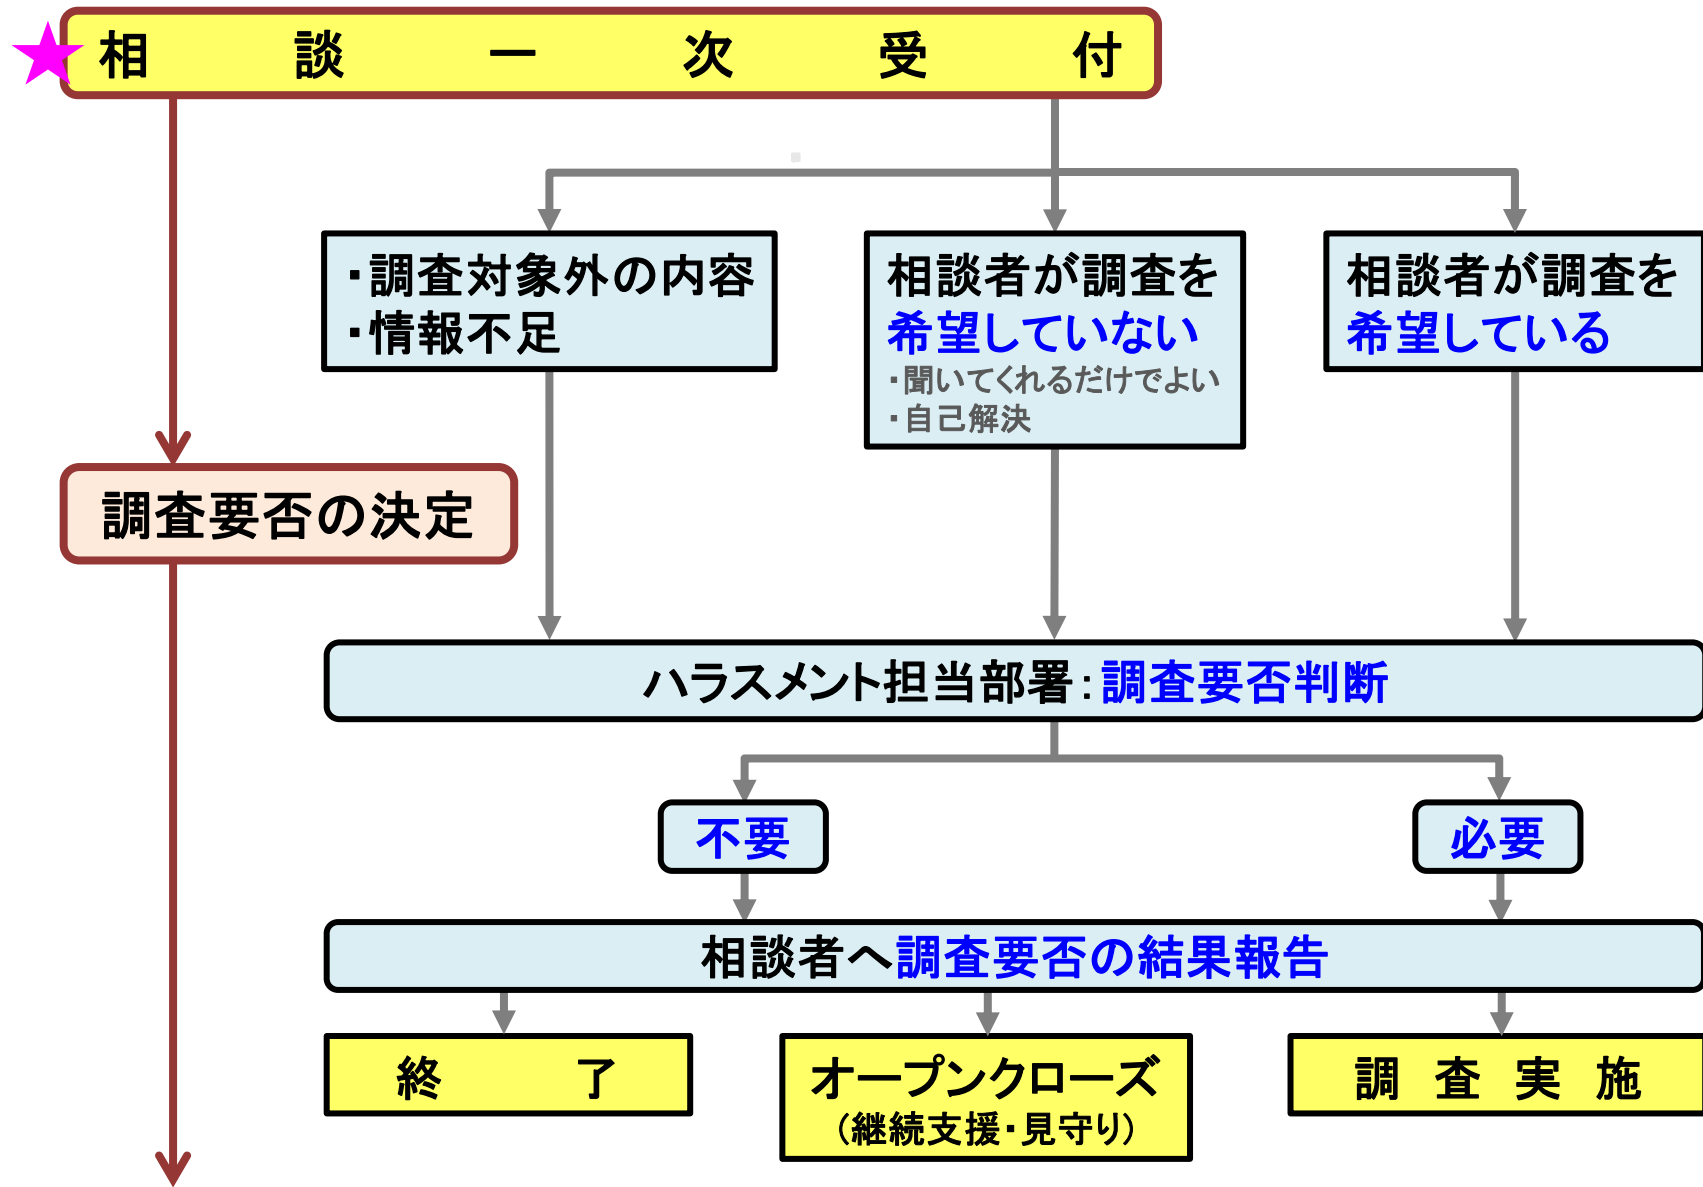 相談一次受付
・調査対象外の内容
・情報不足
相談者が調査を
希望していない
・聞いてくれるだけでよい
・自己解決
相談者が調査を
希望している
調査要否の決定
ハラスメント担当部署：調査要否判断
不要
必要
相談者へ調査要否の結果報告
終了
オープンクローズ
（継続支援・見守り）
調査実施